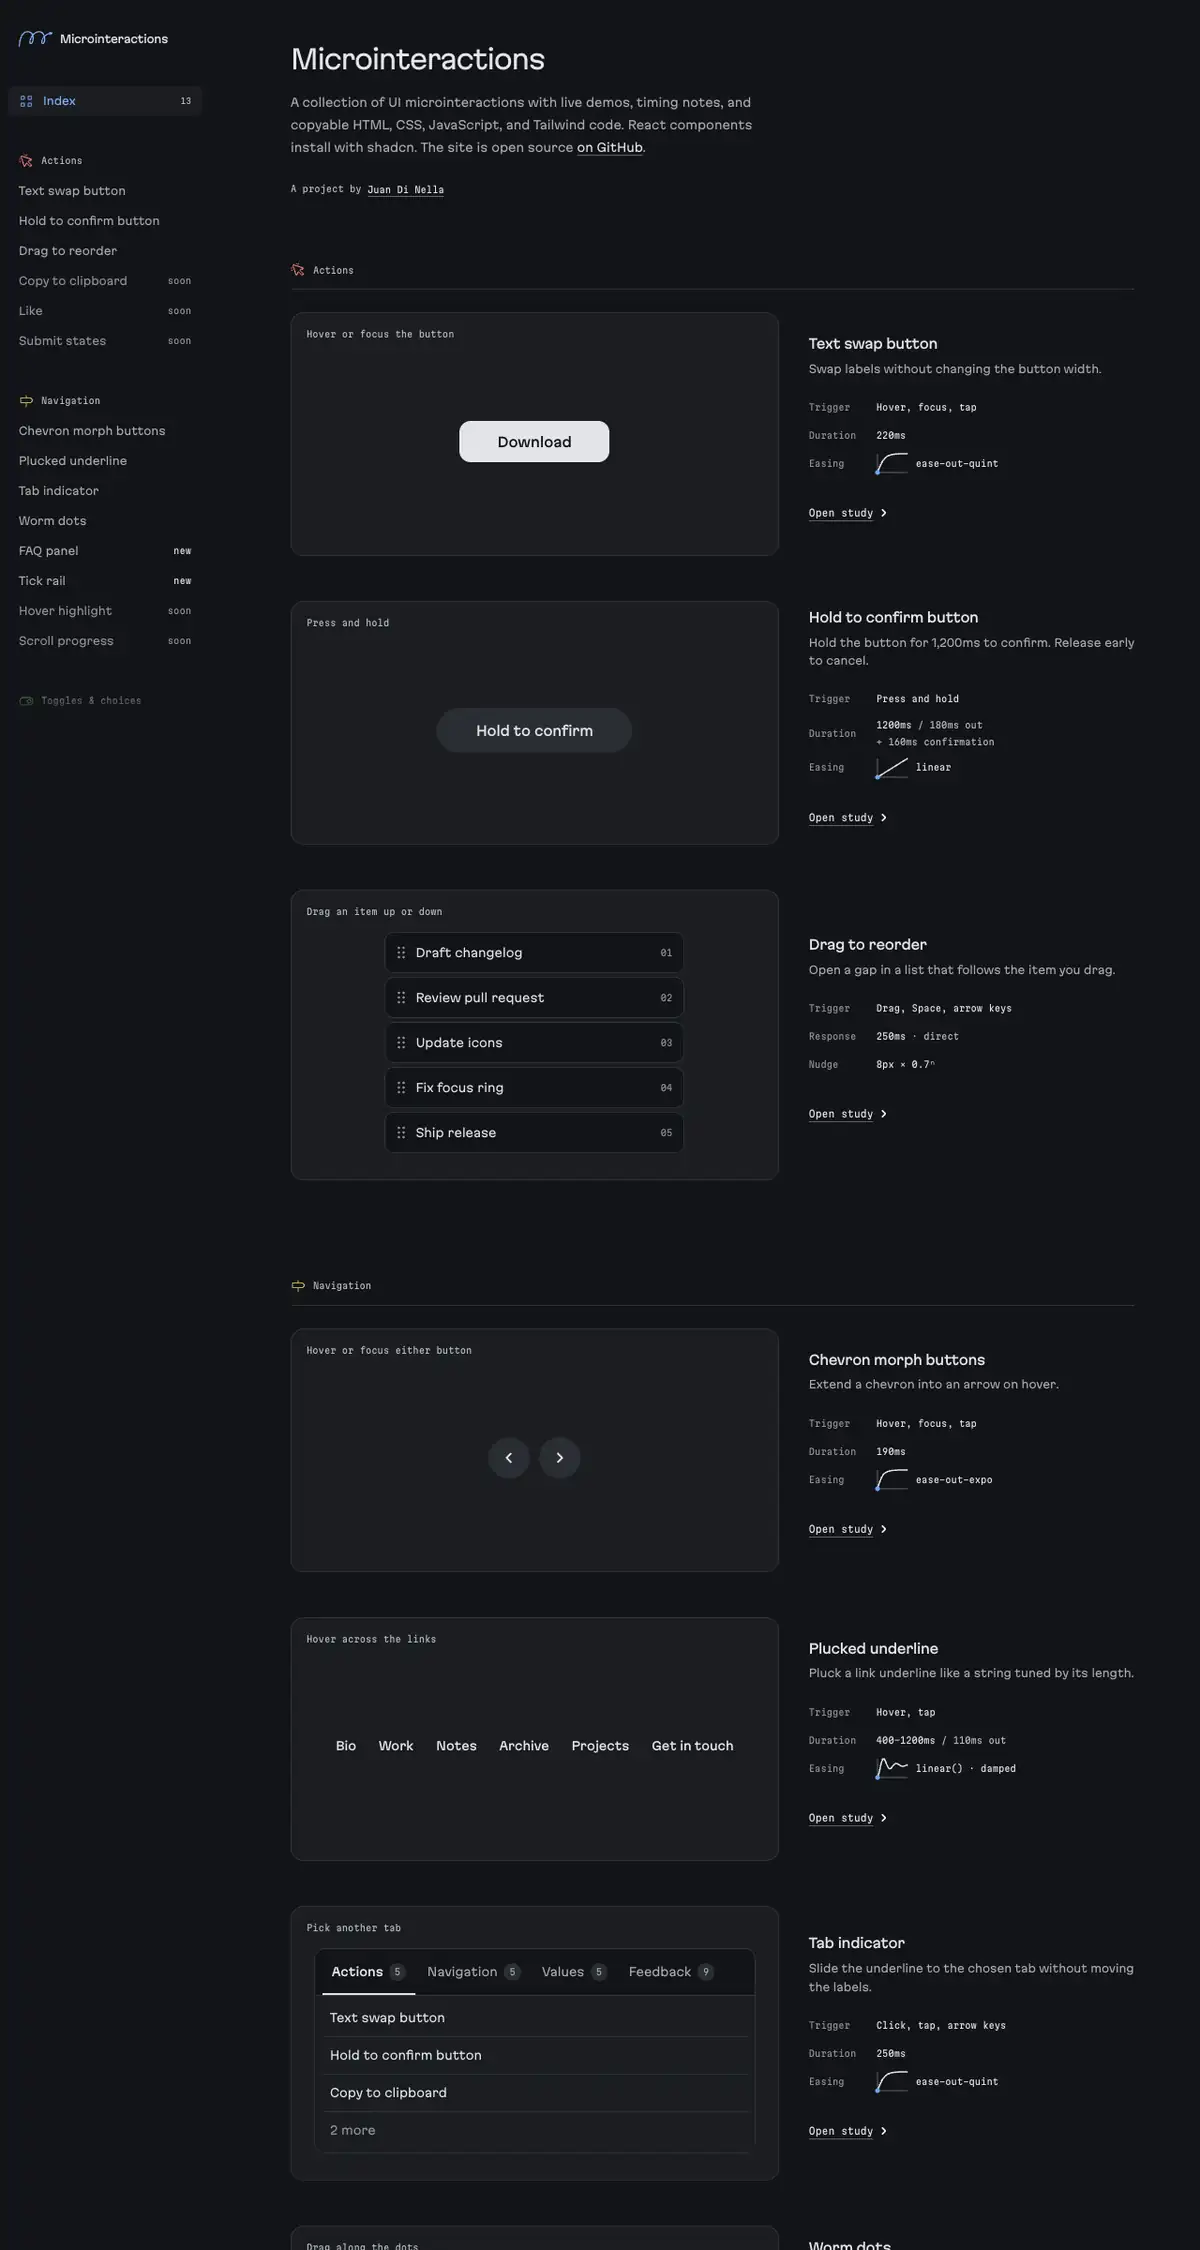 Microinteractions
Index 13
Actions
Text swap button
Hold to confirm button
Drag to reorder
Copy to clipboard soon
Like soon
Submit states soon
Navigation
Chevron morph buttons
Plucked underline
Tab indicator
Worm dots
FAQ panel new
Tick rail new
Hover highlight soon
Scroll progress soon
Toggles & choices
Microinteractions
A collection of UI microinteractions with live demos, timing notes, and
copyable HTML, CSS, JavaScript, and Tailwind code. React components
install with shadcn. The site is open source on GitHub.
A project by Juan Di Nella
Actions
Hover or focus the button
Download
Text swap button
Swap labels without changing the button width.
Trigger Hover, focus, tap
Duration 220ms
Easing ease-out-quint
Open study
Press and hold
Hold to confirm
Hold to confirm button
Hold the button for 1,200ms to confirm. Release early
to cancel.
Trigger Press and hold
Duration 1200ms / 180ms out
+ 160ms confirmation
Easing linear
Open study
Drag an item up or down
Draft changelog 01
Review pull request 02
Update icons 03
Fix focus ring 04
Ship release 05
Drag to reorder
Open a gap in a list that follows the item you drag.
Trigger Drag, Space, arrow keys
Response 250ms · direct
Nudge 8px × 0.7ⁿ
Open study
Navigation
Hover or focus either button
Chevron morph buttons
Extend a chevron into an arrow on hover.
Trigger Hover, focus, tap
Duration 190ms
Easing ease-out-expo
Open study
Hover across the links
Bio Work Notes Archive Projects Get in touch
Plucked underline
Pluck a link underline like a string tuned by its length.
Trigger Hover, tap
Duration 400–1200ms / 110ms out
Easing linear() · damped
Open study
Pick another tab
Actions 5 Navigation 5 Values 5 Feedback 9
Text swap button
Hold to confirm button
Copy to clipboard
2 more
Tab indicator
Slide the underline to the chosen tab without moving
the labels.
Trigger Click, tap, arrow keys
Duration 250ms
Easing ease-out-quint
Open study
Drag along the dots
Worm dots